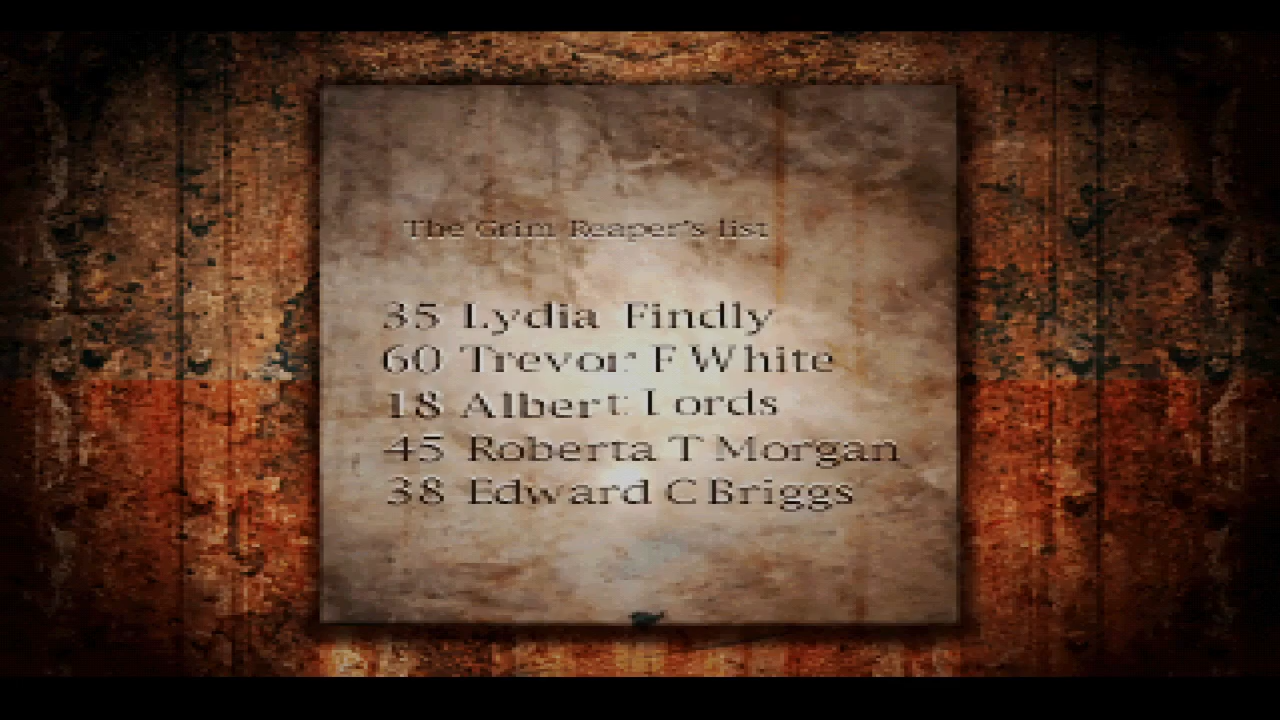 The Grim Reaper's list
35 Lydia Findly
60 Trevor F White
18 Albert Lords
45 Roberta T Morgan
38 Edward C Briggs